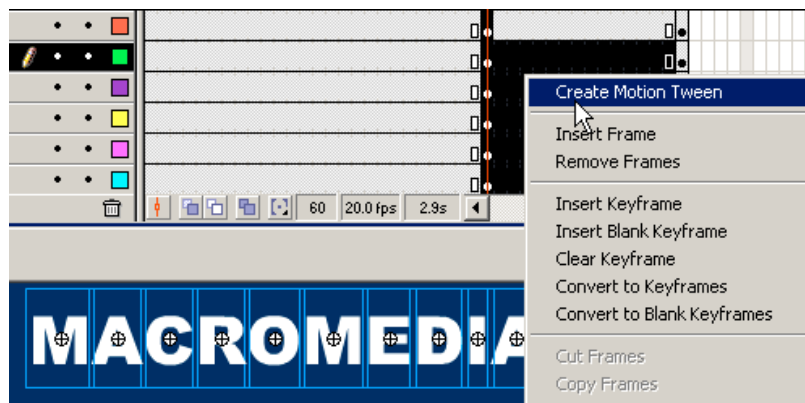 Create Motion Tween
Insert Frame
Remove Frames
60 20.0 fps 2.9s
Insert Keyframe
Insert Blank Keyframe
Clear Keyframe
Convert to Keyframes
Convert to Blank Keyframes
MACROMEDIA
Cut Frames
Copy Frames